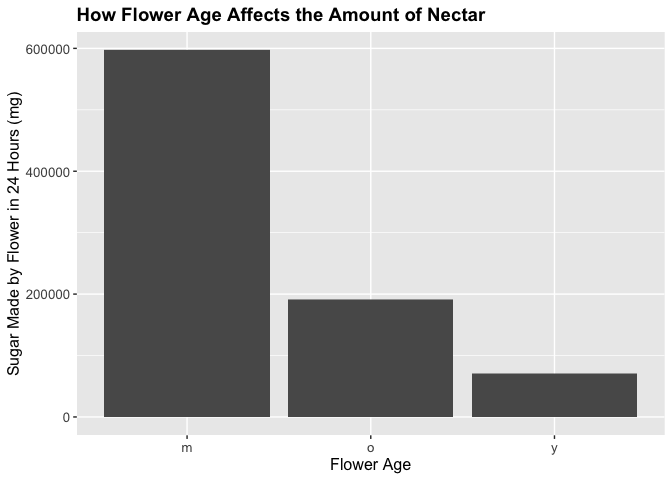 How Flower Age Affects the Amount of Nectar
Sugar Made by Flower in 24 Hours (mg)
600000
400000
200000
0
m o y
Flower Age